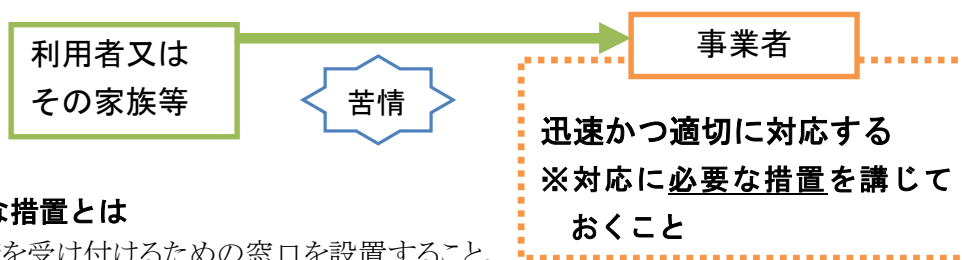 利用者又は
その家族等
苦情
事業者
迅速かつ適切に対応する
※対応に必要な措置を講じて
おくこと
な措置とは
を受け付けるための窓口を設置すること